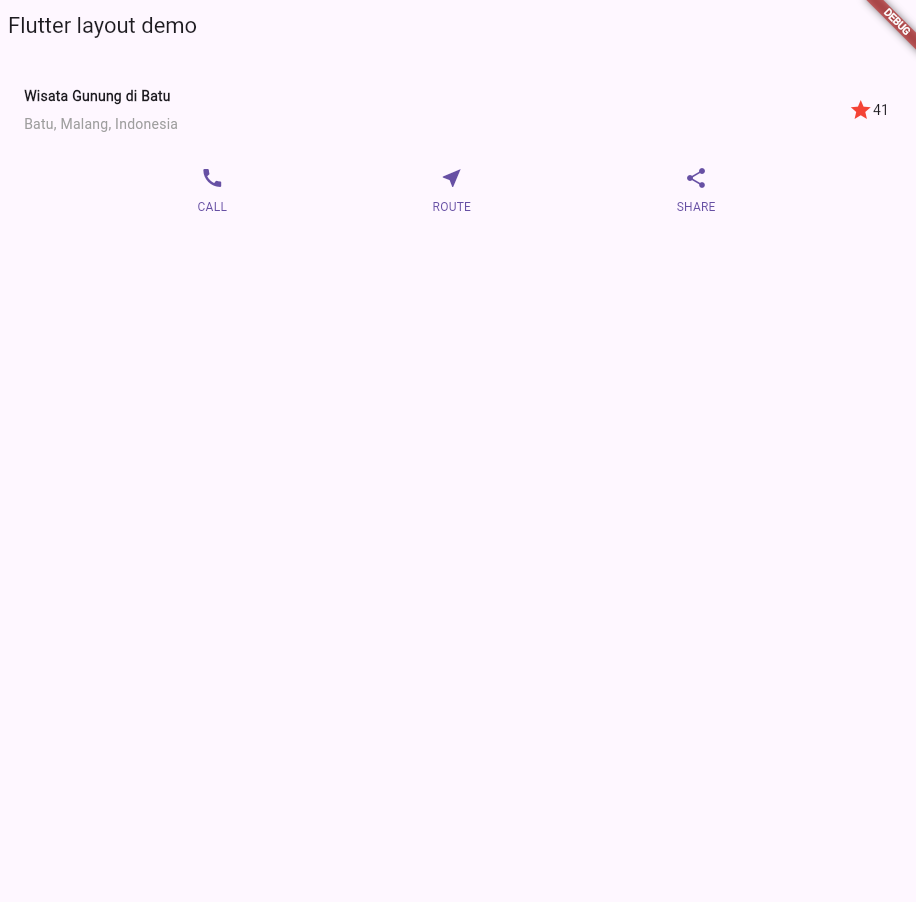 Flutter layout demo
DEBUG
Wisata Gunung di Batu
Batu, Malang, Indonesia
41
CALL
ROUTE
SHARE